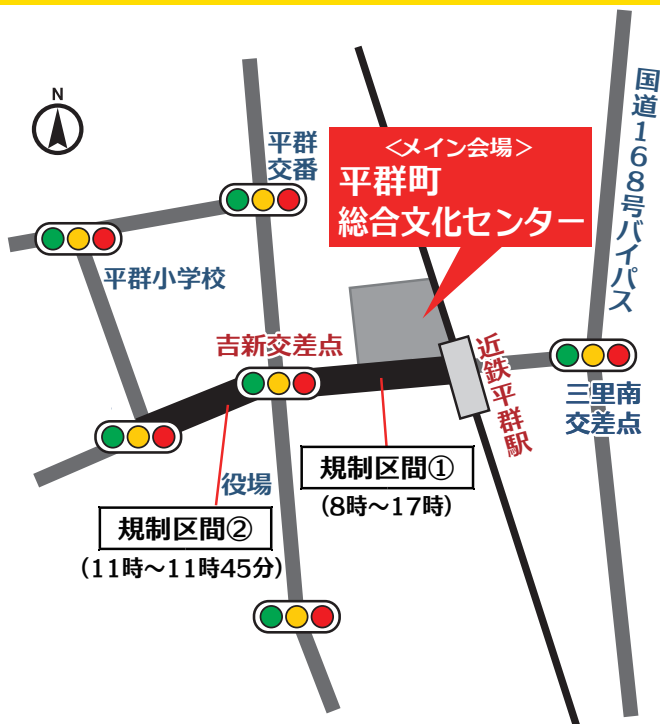 N
平群
交番
国道168号バイパス
<メイン会場>
平群町
総合文化センター
平群小学校
吉新交差点
近鉄平群駅
三里南
交差点
規制区間①
(8時〜17時)
役場
規制区間②
(11時〜11時45分)